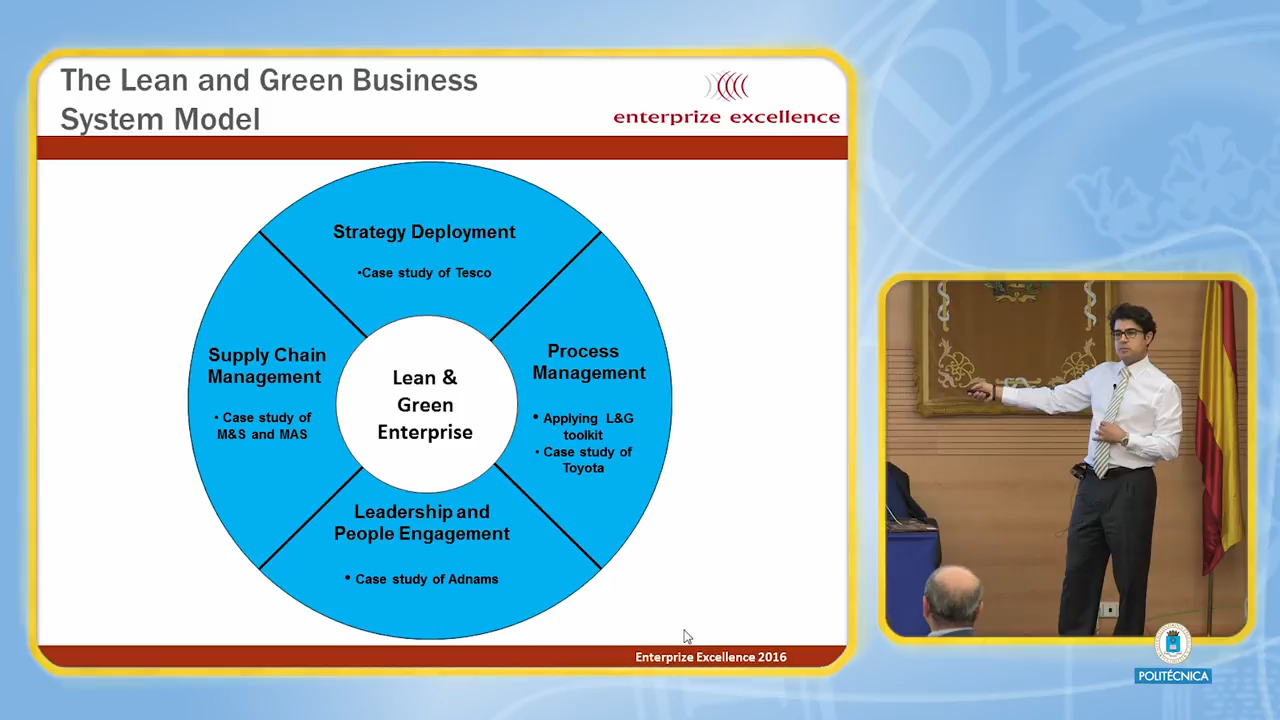 The Lean and Green Business
System Model
enterprize excellence
Strategy Deployment
•Case study of Tesco
Supply Chain
Management
• Case study of
M&S and MAS
Lean &
Green
Enterprise
Process
Management
• Applying L&G
toolkit
• Case study of
Toyota
Leadership and
People Engagement
• Case study of Adnams
Enterprize Excellence 2016
POLITÉCNICA